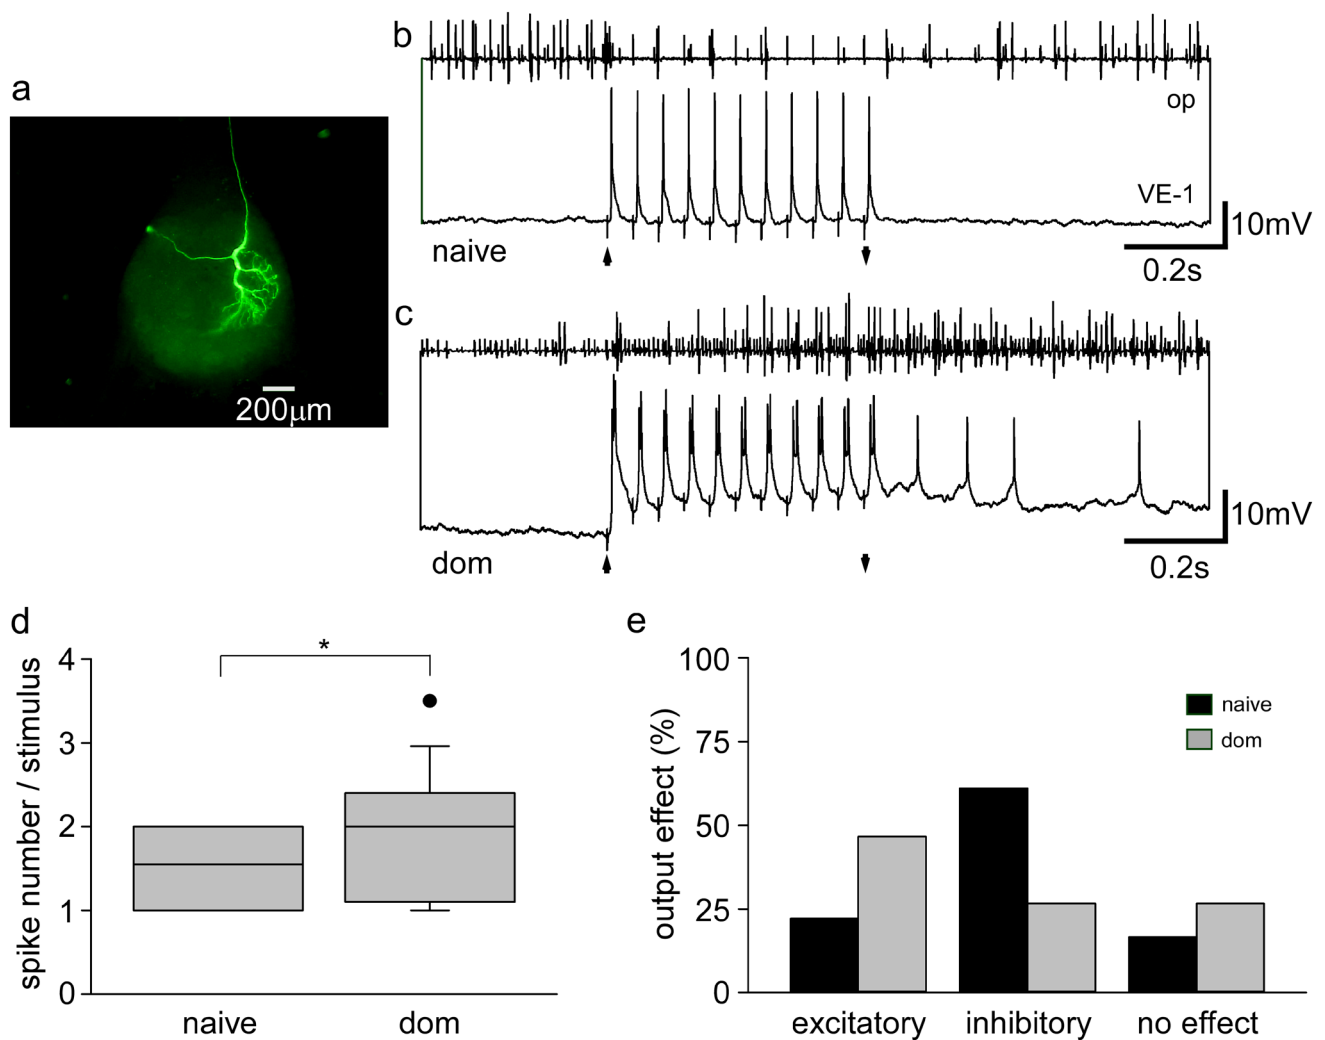 a
200μm
b
op
VE-1
naive
10mV
0.2s
c
dom
10mV
0.2s
d
spike number / stimulus
4
3
2
1
0
*
naive
dom
e
output effect (%)
100
75
50
25
0
naive
dom
excitatory
inhibitory
no effect